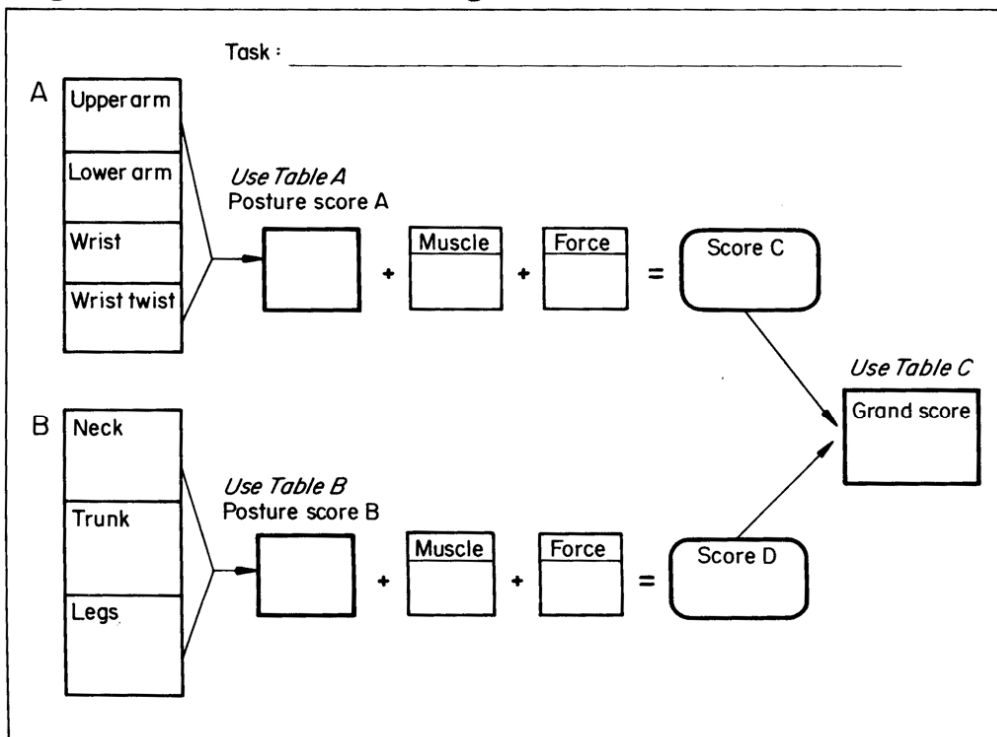 Task :
A
Upper arm
Lower arm
Wrist
Wrist twist
Use Table A
Posture score A
+
Muscle
+
Force
=
Score C
Use Table C
Grand score
B
Neck
Trunk
Legs
Use Table B
Posture score B
+
Muscle
+
Force
=
Score D